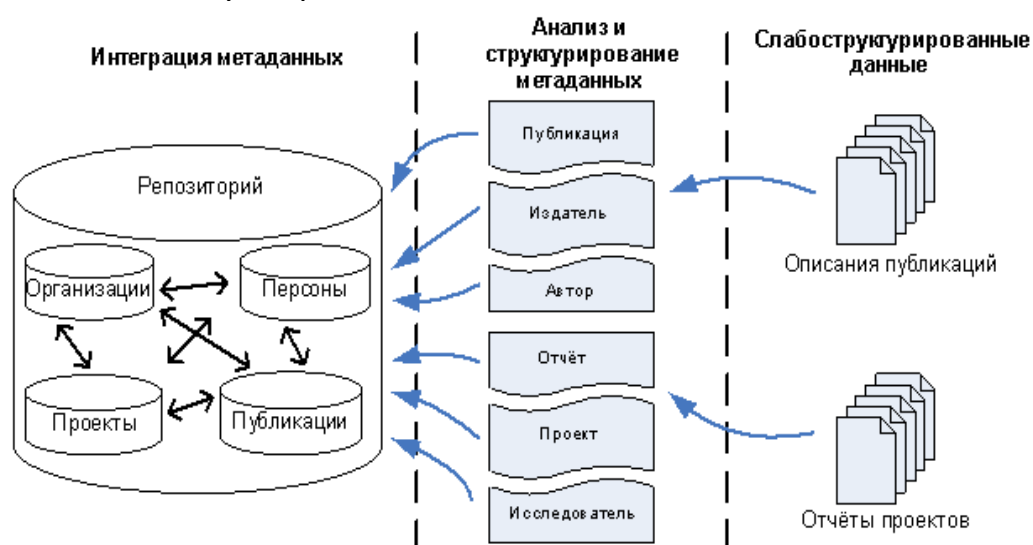 Интеграция метаданных
Анализ и
структурирование
метаданных
Слабоструктурированные
данные
Репозиторий
Организации
Персоны
Проекты
Публикации
Публикация
Издатель
Автор
Отчёт
Проект
Исследователь
Описания публикаций
Отчёты проектов